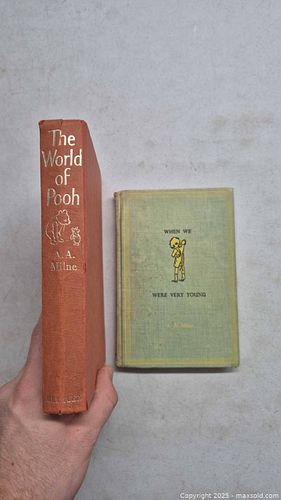 The
World
of
Pooh
A. A.
Milne
WHEN WE
WERE VERY YOUNG
Copyright © 2025 - maxsold.com